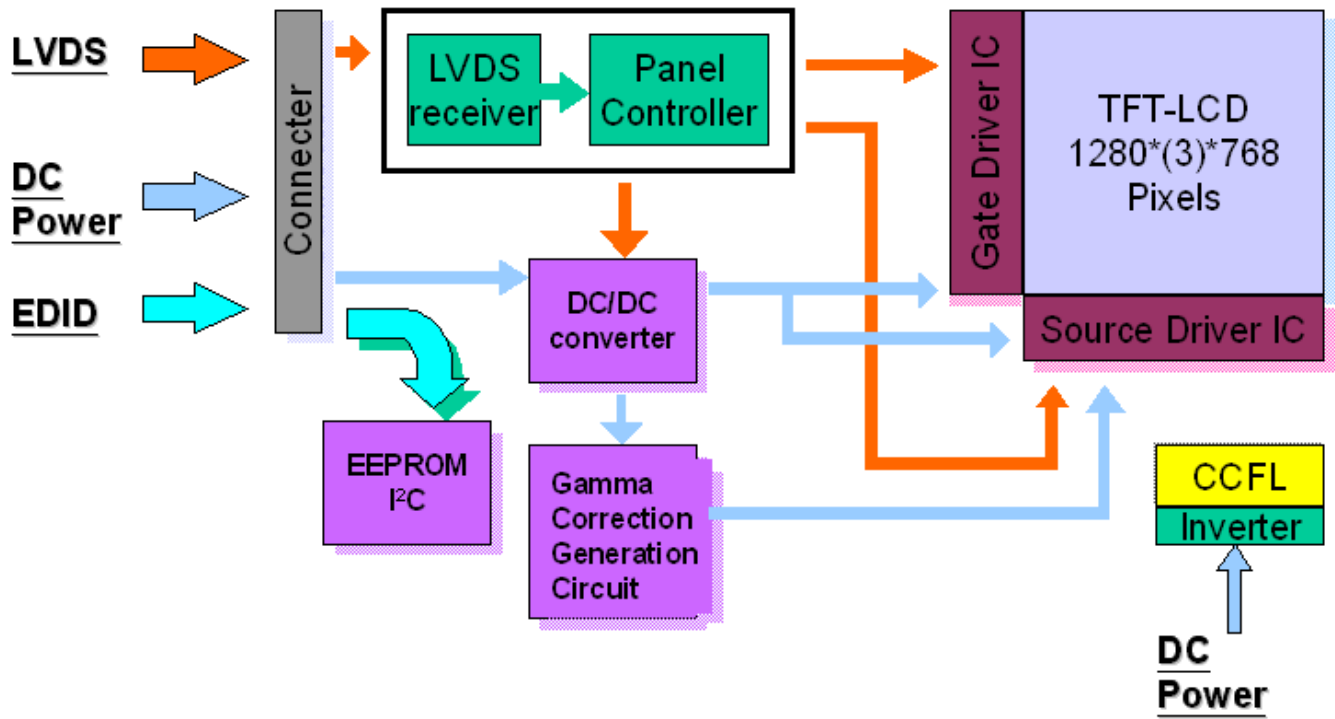 LVDS
DC
Power
EDID
Connecter
LVDS
receiver
Panel
Controller
Gate Driver IC
TFT-LCD
1280*(3)*768
Pixels
Source Driver IC
DC/DC
converter
EEPROM
I²C
Gamma
Correction
Generation
Circuit
CCFL
Inverter
DC
Power